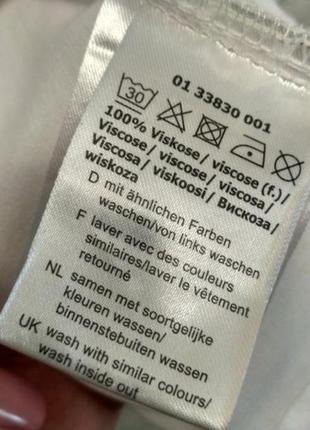 01 33830 001
30
100% Viskose / viscose (f.) /
Viscose / viscose / viscosa /
Viscosa / viskoosi / Вискоза /
wiskoza
D mit ähnlichen Farben
waschen/von links waschen
F laver avec des couleurs
similaires/laver le vêtement
retourné
NL samen met soortgelijke
kleuren wassen/
binnenstebuiten wassen
UK wash with similar colours/
wash inside out